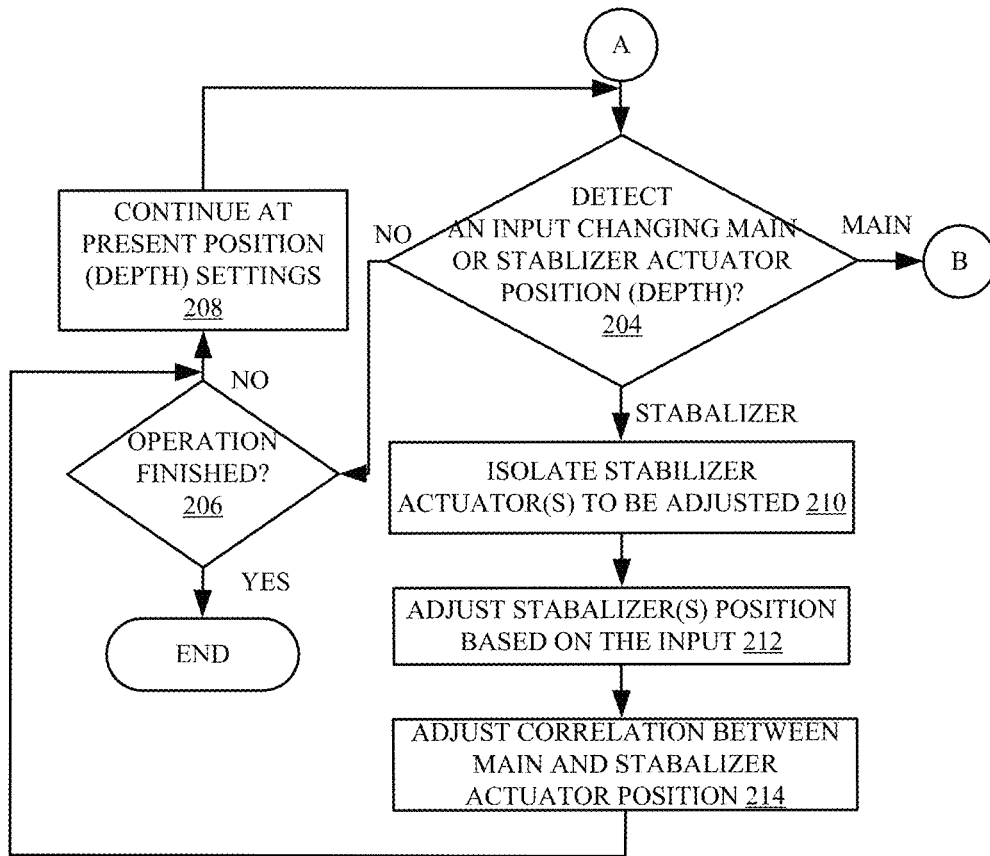 A
DETECT
AN INPUT CHANGING MAIN
OR STABLIZER ACTUATOR
POSITION (DEPTH)?
204
NO
MAIN
B
CONTINUE AT
PRESENT POSITION
(DEPTH) SETTINGS
208
NO
OPERATION
FINISHED?
206
YES
END
STABALIZER
ISOLATE STABILIZER
ACTUATOR(S) TO BE ADJUSTED 210
ADJUST STABALIZER(S) POSITION
BASED ON THE INPUT 212
ADJUST CORRELATION BETWEEN
MAIN AND STABALIZER
ACTUATOR POSITION 214